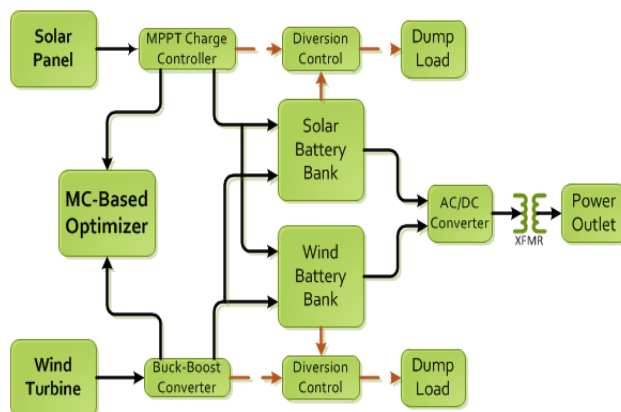 Solar
Panel
MPPT Charge
Controller
Diversion
Control
Dump
Load
Solar
Battery
Bank
MC-Based
Optimizer
AC/DC
Converter
XFMR
Power
Outlet
Wind
Battery
Bank
Wind
Turbine
Buck-Boost
Converter
Diversion
Control
Dump
Load